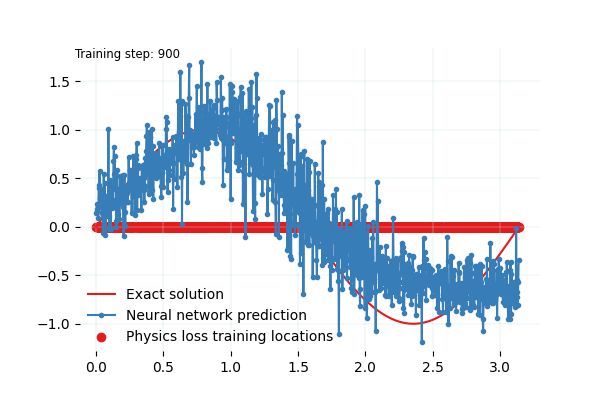 Training step: 900
1.5
1.0
0.5
0.0
−0.5
−1.0
Exact solution
Neural network prediction
Physics loss training locations
0.0 0.5 1.0 1.5 2.0 2.5 3.0